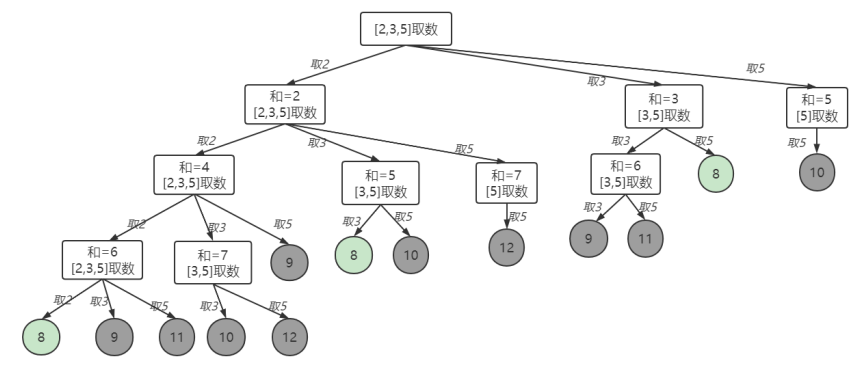 [2,3,5]取数
取2
取3
取5
和=2
[2,3,5]取数
和=3
[3,5]取数
和=5
[5]取数
取2
取3
取5
取3
取5
取5
和=4
[2,3,5]取数
和=5
[3,5]取数
和=7
[5]取数
和=6
[3,5]取数
8
10
取2
取3
取5
取3
取5
取5
取3
取5
和=6
[2,3,5]取数
和=7
[3,5]取数
9
8
10
12
9
11
取2
取3
取5
取3
取5
8
9
11
10
12